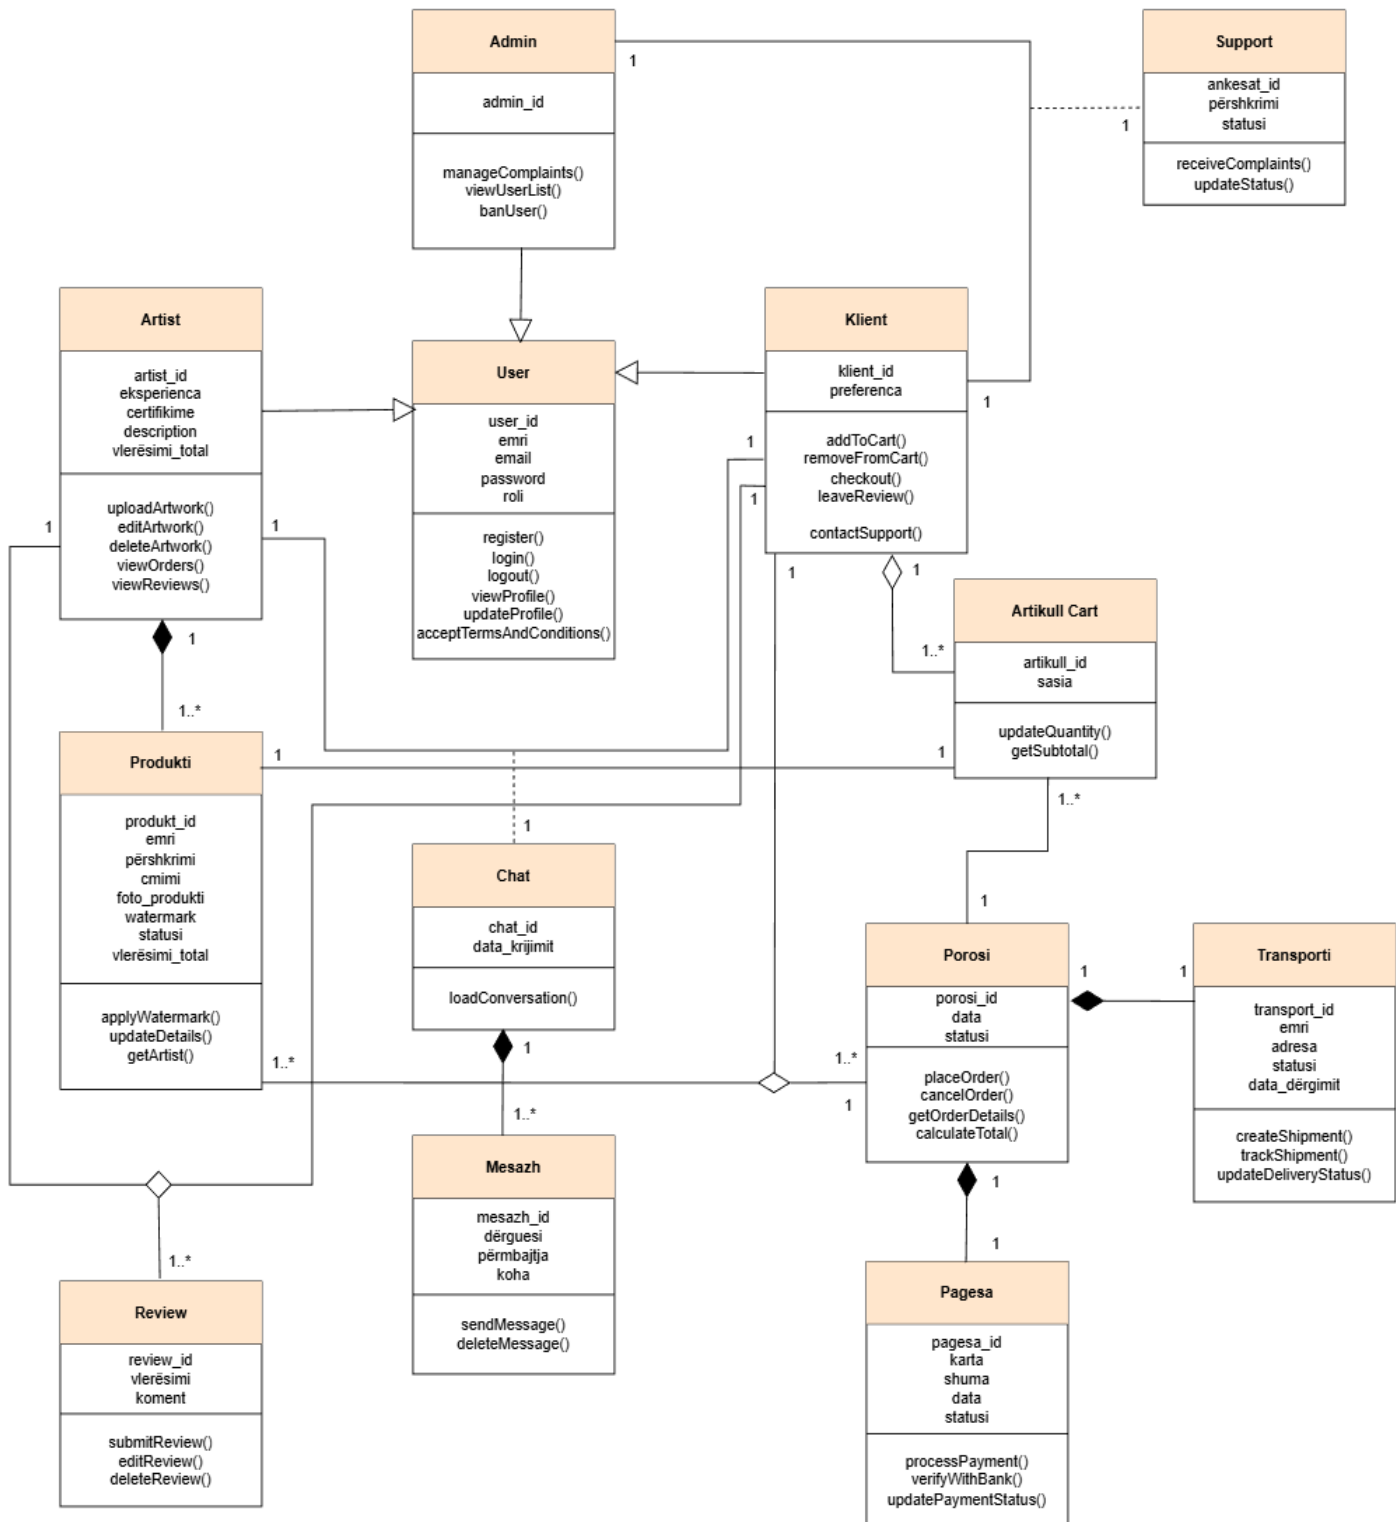 Admin
admin_id
manageComplaints()
viewUserList()
banUser()
1
Support
ankesat_id
përshkrimi
statusi
receiveComplaints()
updateStatus()
1
Artist
artist_id
eksperienca
certifikime
description
vlerësimi_total
uploadArtwork()
editArtwork()
deleteArtwork()
viewOrders()
viewReviews()
1
1
1
1..*
User
user_id
emri
email
password
roli
register()
login()
logout()
viewProfile()
updateProfile()
acceptTermsAndConditions()
Klient
klient_id
preferenca
addToCart()
removeFromCart()
checkout()
leaveReview()
contactSupport()
1
1
1
1
1
1..*
Artikull Cart
artikull_id
sasia
updateQuantity()
getSubtotal()
1
1..*
Produkti
produkt_id
emri
përshkrimi
cmimi
foto_produkti
watermark
statusi
vlerësimi_total
applyWatermark()
updateDetails()
getArtist()
1
1..*
1
Chat
chat_id
data_krijimit
loadConversation()
1
1..*
Porosi
porosi_id
data
statusi
placeOrder()
cancelOrder()
getOrderDetails()
calculateTotal()
1
1..*
1
1
1
Transporti
transport_id
emri
adresa
statusi
data_dërgimit
createShipment()
trackShipment()
updateDeliveryStatus()
1
Mesazh
mesazh_id
dërguesi
përmbajtja
koha
sendMessage()
deleteMessage()
1..*
Review
review_id
vlerësimi
koment
submitReview()
editReview()
deleteReview()
1
Pagesa
pagesa_id
karta
shuma
data
statusi
processPayment()
verifyWithBank()
updatePaymentStatus()